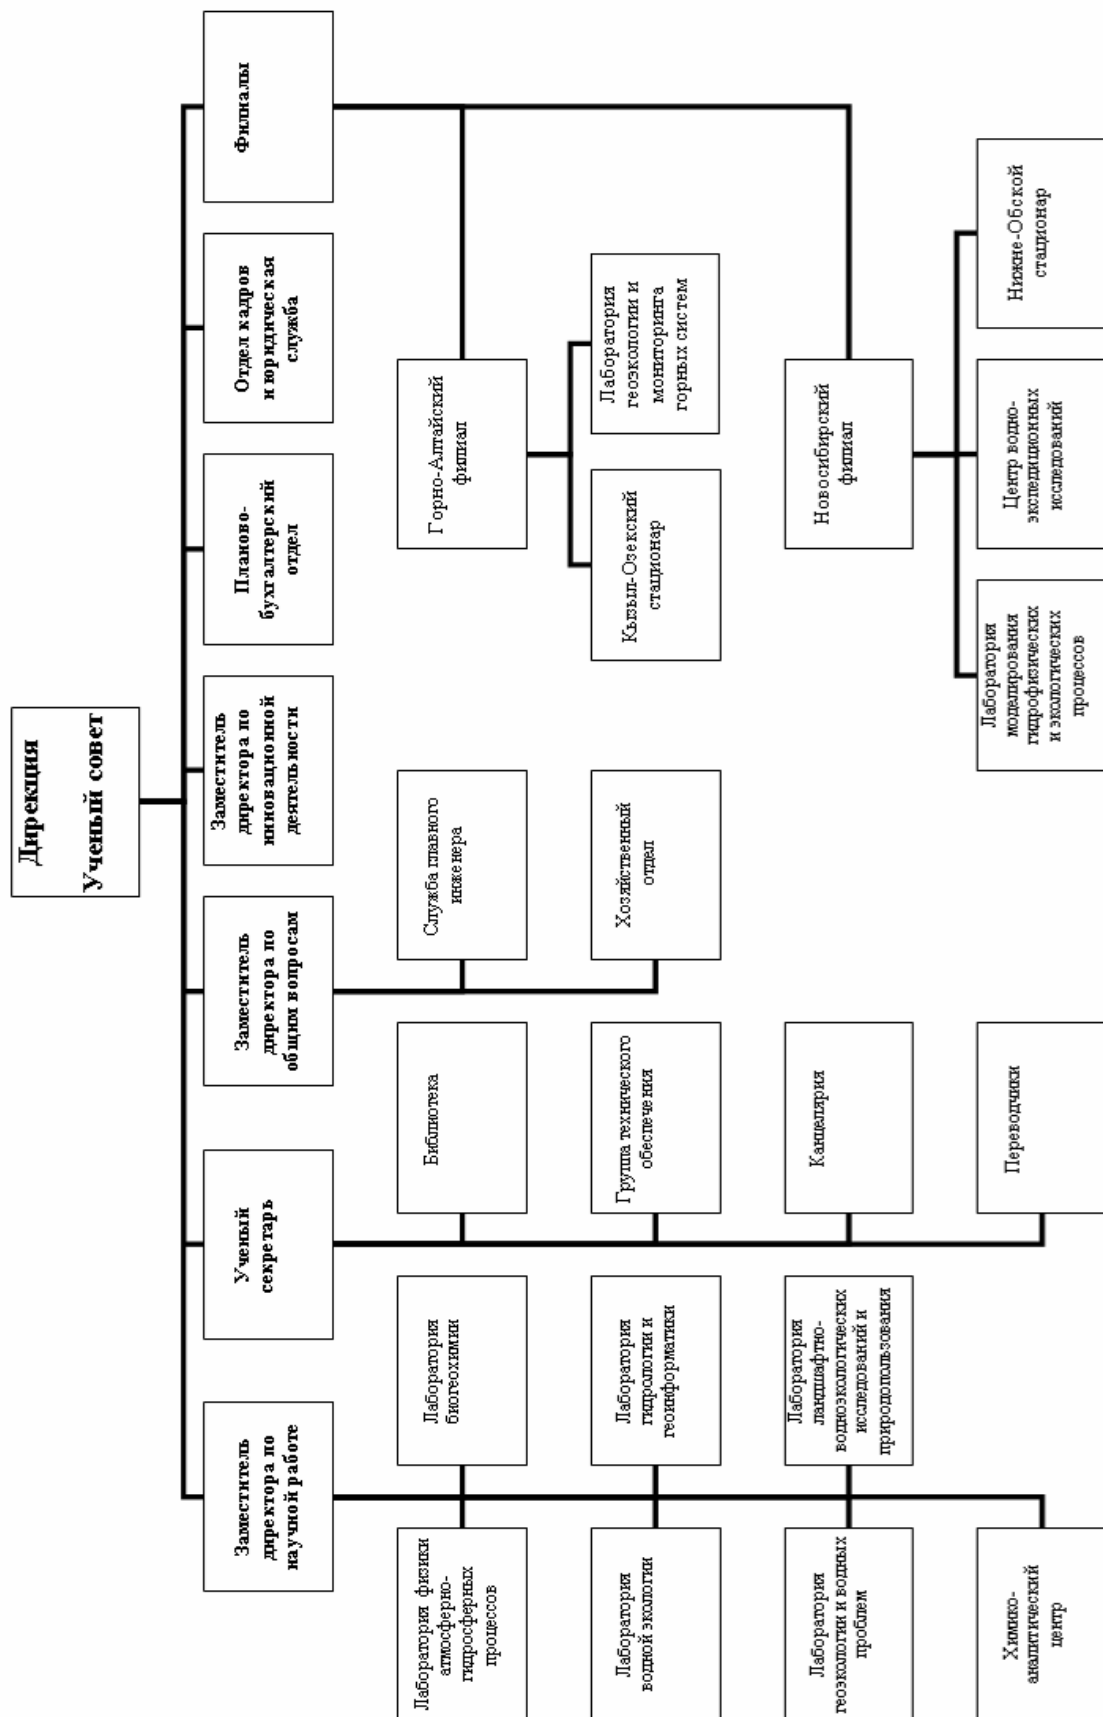 Дирекция
Ученый совет
Заместитель
директора по
научной работе
Ученый
секретарь
Заместитель
директора по
общим вопросам
Заместитель
директора по
инновационной
деятельности
Планово-
бухгалтерский
отдел
Отдел кадров
и юридическая
служба
Филиалы
Лаборатория физики
атмосферно-
гидросферных
процессов
Лаборатория
биогеохимии
Лаборатория
водной экологии
Лаборатория
гидрологии и
геоинформатики
Лаборатория
геоэкологии и водных
проблем
Лаборатория
ландшафтно-
водноэкологических
исследований и
природопользования
Химико-
аналитический
центр
Библиотека
Группа технического
обеспечения
Канцелярия
Переводчики
Служба главного
инженера
Хозяйственный
отдел
Горно-Алтайский
филиал
Кызыл-Озекский
стационар
Лаборатория
геоэкологии и
мониторинга
горных систем
Новосибирский
филиал
Лаборатория
моделирования
гидрофизических
и экологических
процессов
Центр водно-
экспедиционных
исследований
Нижне-Обской
стационар